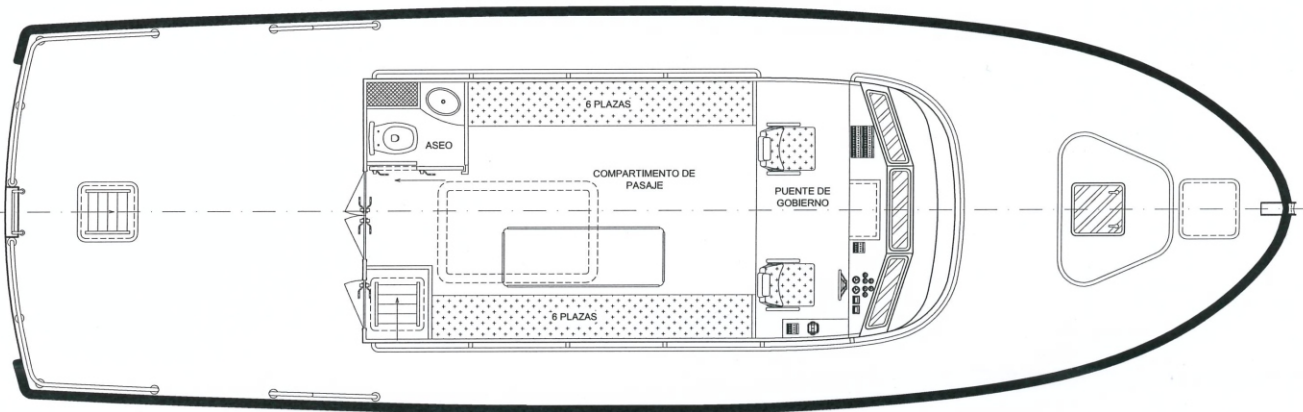 6 PLAZAS
ASEO
COMPARTIMENTO DE
PASAJE
PUENTE DE
GOBIERNO
6 PLAZAS